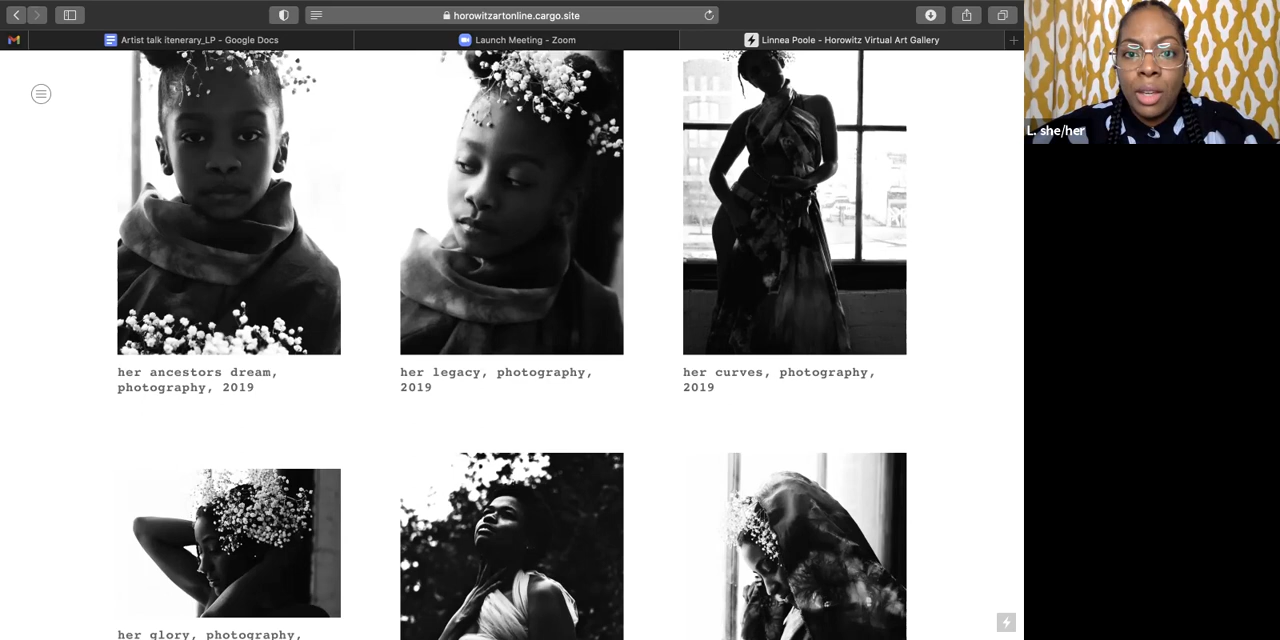 horowitzartonline.cargo.site
Artist talk itenerary_LP - Google Docs
Launch Meeting - Zoom
Linnea Poole - Horowitz Virtual Art Gallery
L. she/her
her ancestors dream,
photography, 2019
her legacy, photography,
2019
her curves, photography,
2019
her glory, photography,